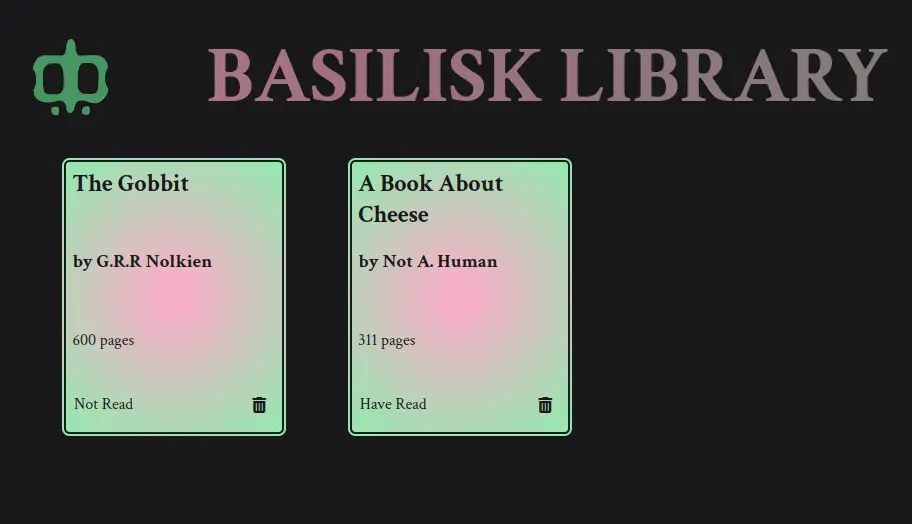 BASILISK LIBRARY
The Gobbit
by G.R.R Nolkien
600 pages
Not Read
A Book About
Cheese
by Not A. Human
311 pages
Have Read